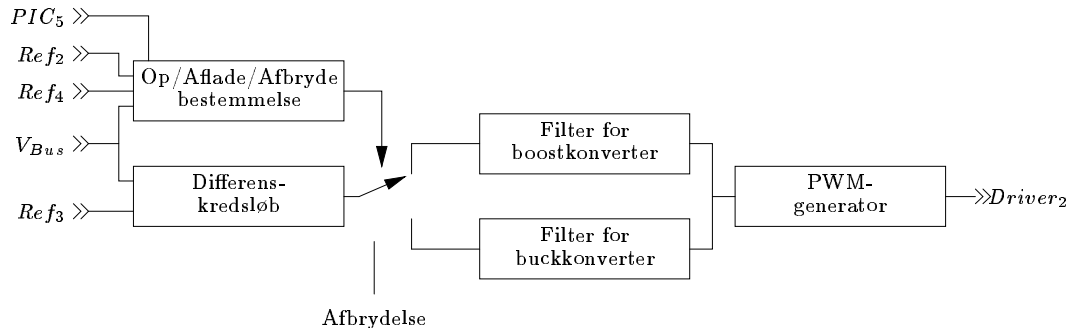 PIC5
Ref2
Ref4
VBus
Ref3
Op/Aflade/Afbryde
bestemmelse
Differens-
kredsløb
Afbrydelse
Filter for
boostkonverter
Filter for
buckkonverter
PWM-
generator
Driver2